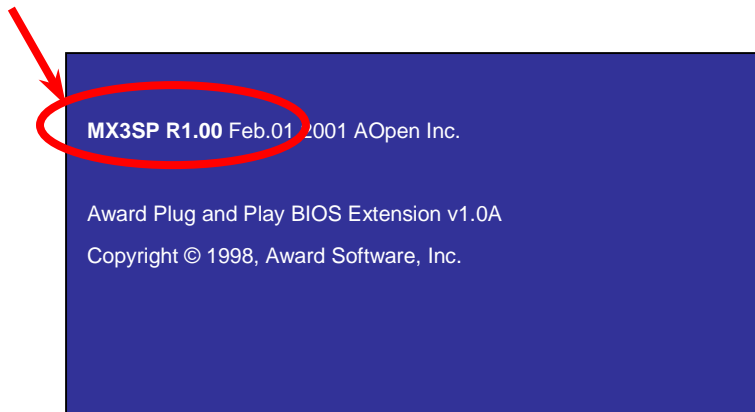 MX3SP R1.00 Feb.01 2001 AOpen Inc.
Award Plug and Play BIOS Extension v1.0A
Copyright © 1998, Award Software, Inc.